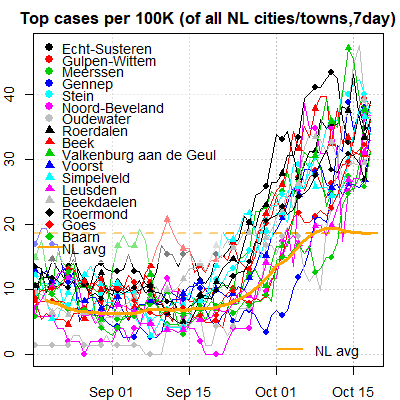 Top cases per 100K (of all NL cities/towns,7day)
Echt-Susteren
Gulpen-Wittem
Meerssen
Gennep
Stein
Noord-Beveland
Oudewater
Roerdalen
Beek
Valkenburg aan de Geul
Voorst
Simpelveld
Leusden
Beekdaelen
Roermond
Goes
Baarn
NL avg
40
30
20
10
0
NL avg
Sep 01
Sep 15
Oct 01
Oct 15